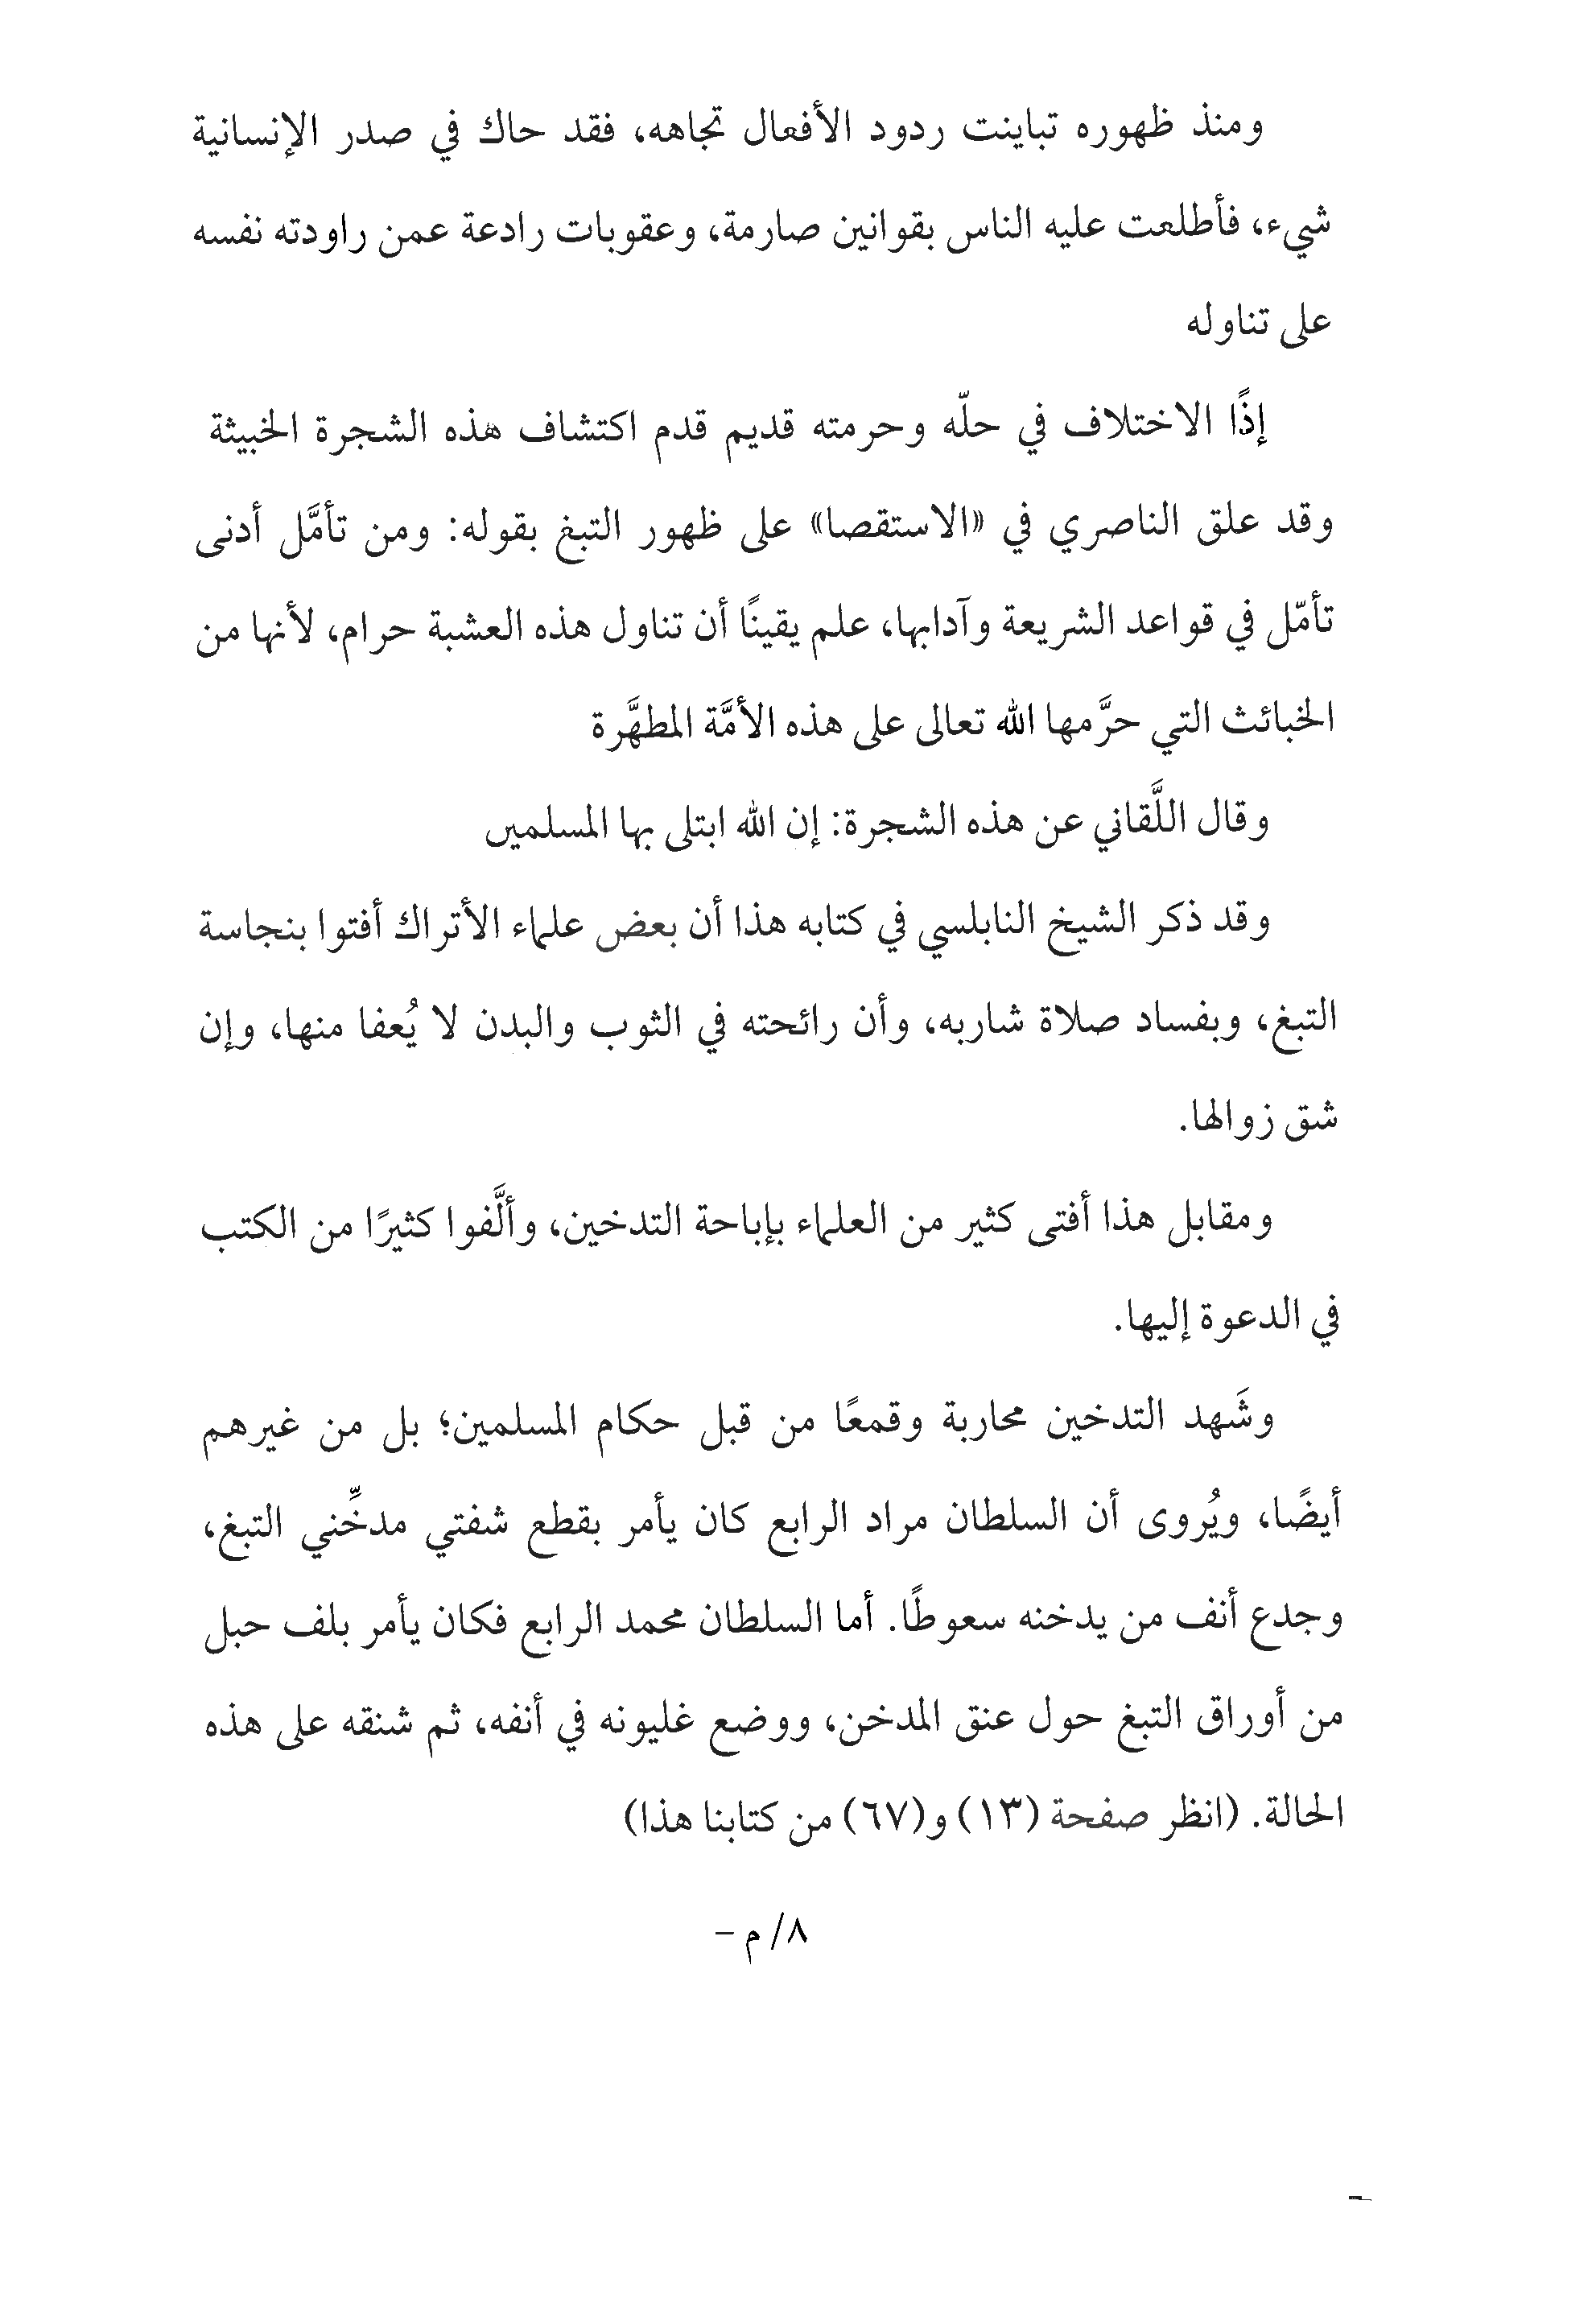 ومنذ ظهوره تباينت ردود الأفعال تجاهه، فقد حاك في صدر الإنسانية
شيء، فأطلعت عليه الناس بقوانين صارمة، وعقوبات رادعة عمن راودته نفسه
على تناوله
إذًا الاختلاف في حلّه وحرمته قديم قدم اكتشاف هذه الشجرة الخبيثة
وقد علق الناصري في «الاستقصا» على ظهور التبغ بقوله: ومن تأمَّل أدنى
تأمّل في قواعد الشريعة وآدابها، علم يقينًا أن تناول هذه العشبة حرام، لأنها من
الخبائث التي حرَّمها الله تعالى على هذه الأمَّة المطهَّرة
وقال اللَّقاني عن هذه الشجرة: إن الله ابتلى بها المسلمين
وقد ذكر الشيخ النابلسي في كتابه هذا أن بعض علماء الأتراك أفتوا بنجاسة
التبغ، وبفساد صلاة شاربه، وأن رائحته في الثوب والبدن لا يُعفا منها، وإن
شق زوالها.
ومقابل هذا أفتى كثير من العلماء بإباحة التدخين، وألَّفوا كثيرًا من الكتب
في الدعوة إليها.
وشَهد التدخين محاربة وقمعًا من قبل حكام المسلمين؛ بل من غيرهم
أيضًا، ويُروى أن السلطان مراد الرابع كان يأمر بقطع شفتي مدخِّني التبغ،
وجدع أنف من يدخنه سعوطًا. أما السلطان محمد الرابع فكان يأمر بلف حبل
من أوراق التبغ حول عنق المدخن، ووضع غليونه في أنفه، ثم شنقه على هذه
الحالة. (انظر صفحة (١٣) و(٦٧) من كتابنا هذا)
٨/ م –